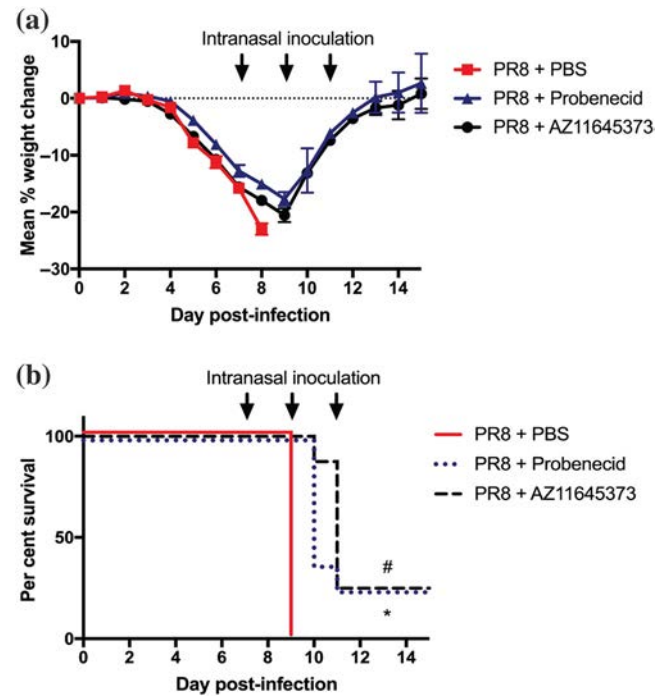 (a)
Intranasal inoculation
10
0
–10
–20
–30
Mean % weight change
0 2 4 6 8 10 12 14
Day post-infection
PR8 + PBS
PR8 + Probenecid
PR8 + AZ11645373
(b)
Intranasal inoculation
100
50
0
Per cent survival
#
*
0 2 4 6 8 10 12 14
Day post-infection
PR8 + PBS
PR8 + Probenecid
PR8 + AZ11645373